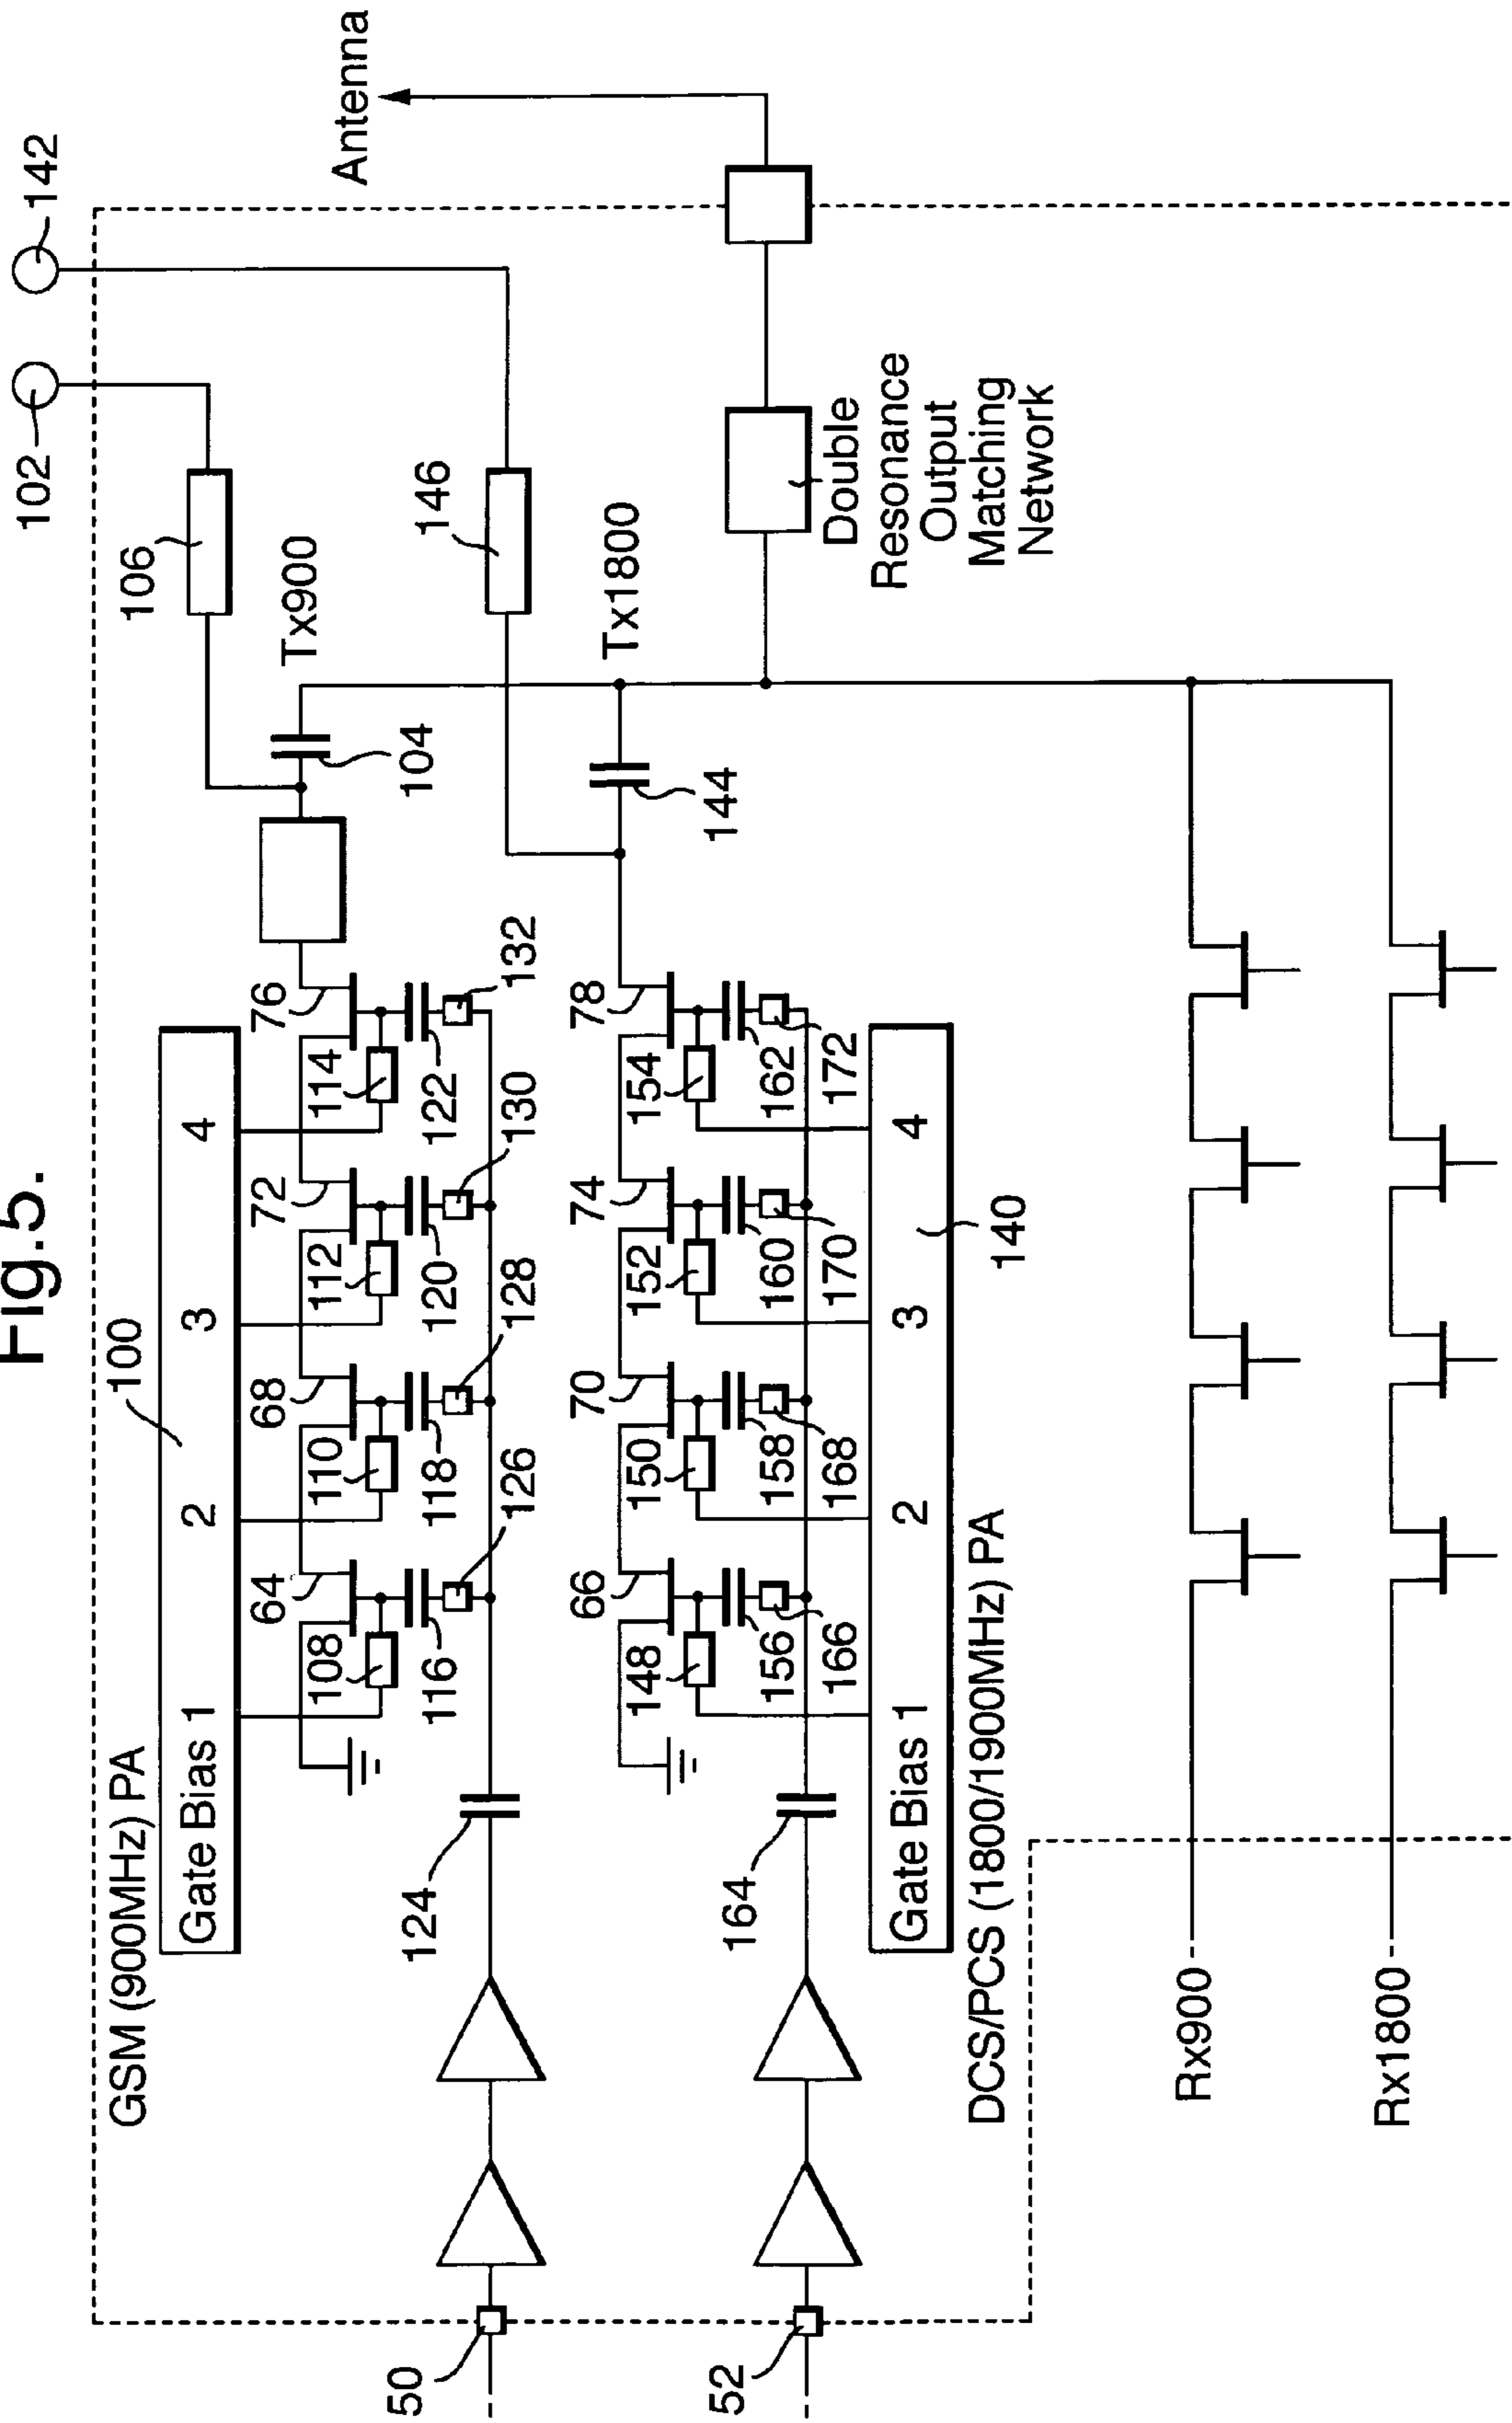 Fig.5.
GSM (900MHz) PA
100
102
142
Gate Bias 1 2 3 4
106
Tx900
Antenna
64
68
72
76
108
110
112
114
104
116
118
120
122
124
126
128
130
132
146
50
Tx1800
66
70
74
78
148
150
152
154
144
156
158
160
162
164
166
168
170
172
52
Double
Resonance
Output
Matching
Network
Gate Bias 1 2 3 4
140
DCS/PCS (1800/1900MHz) PA
Rx900
Rx1800